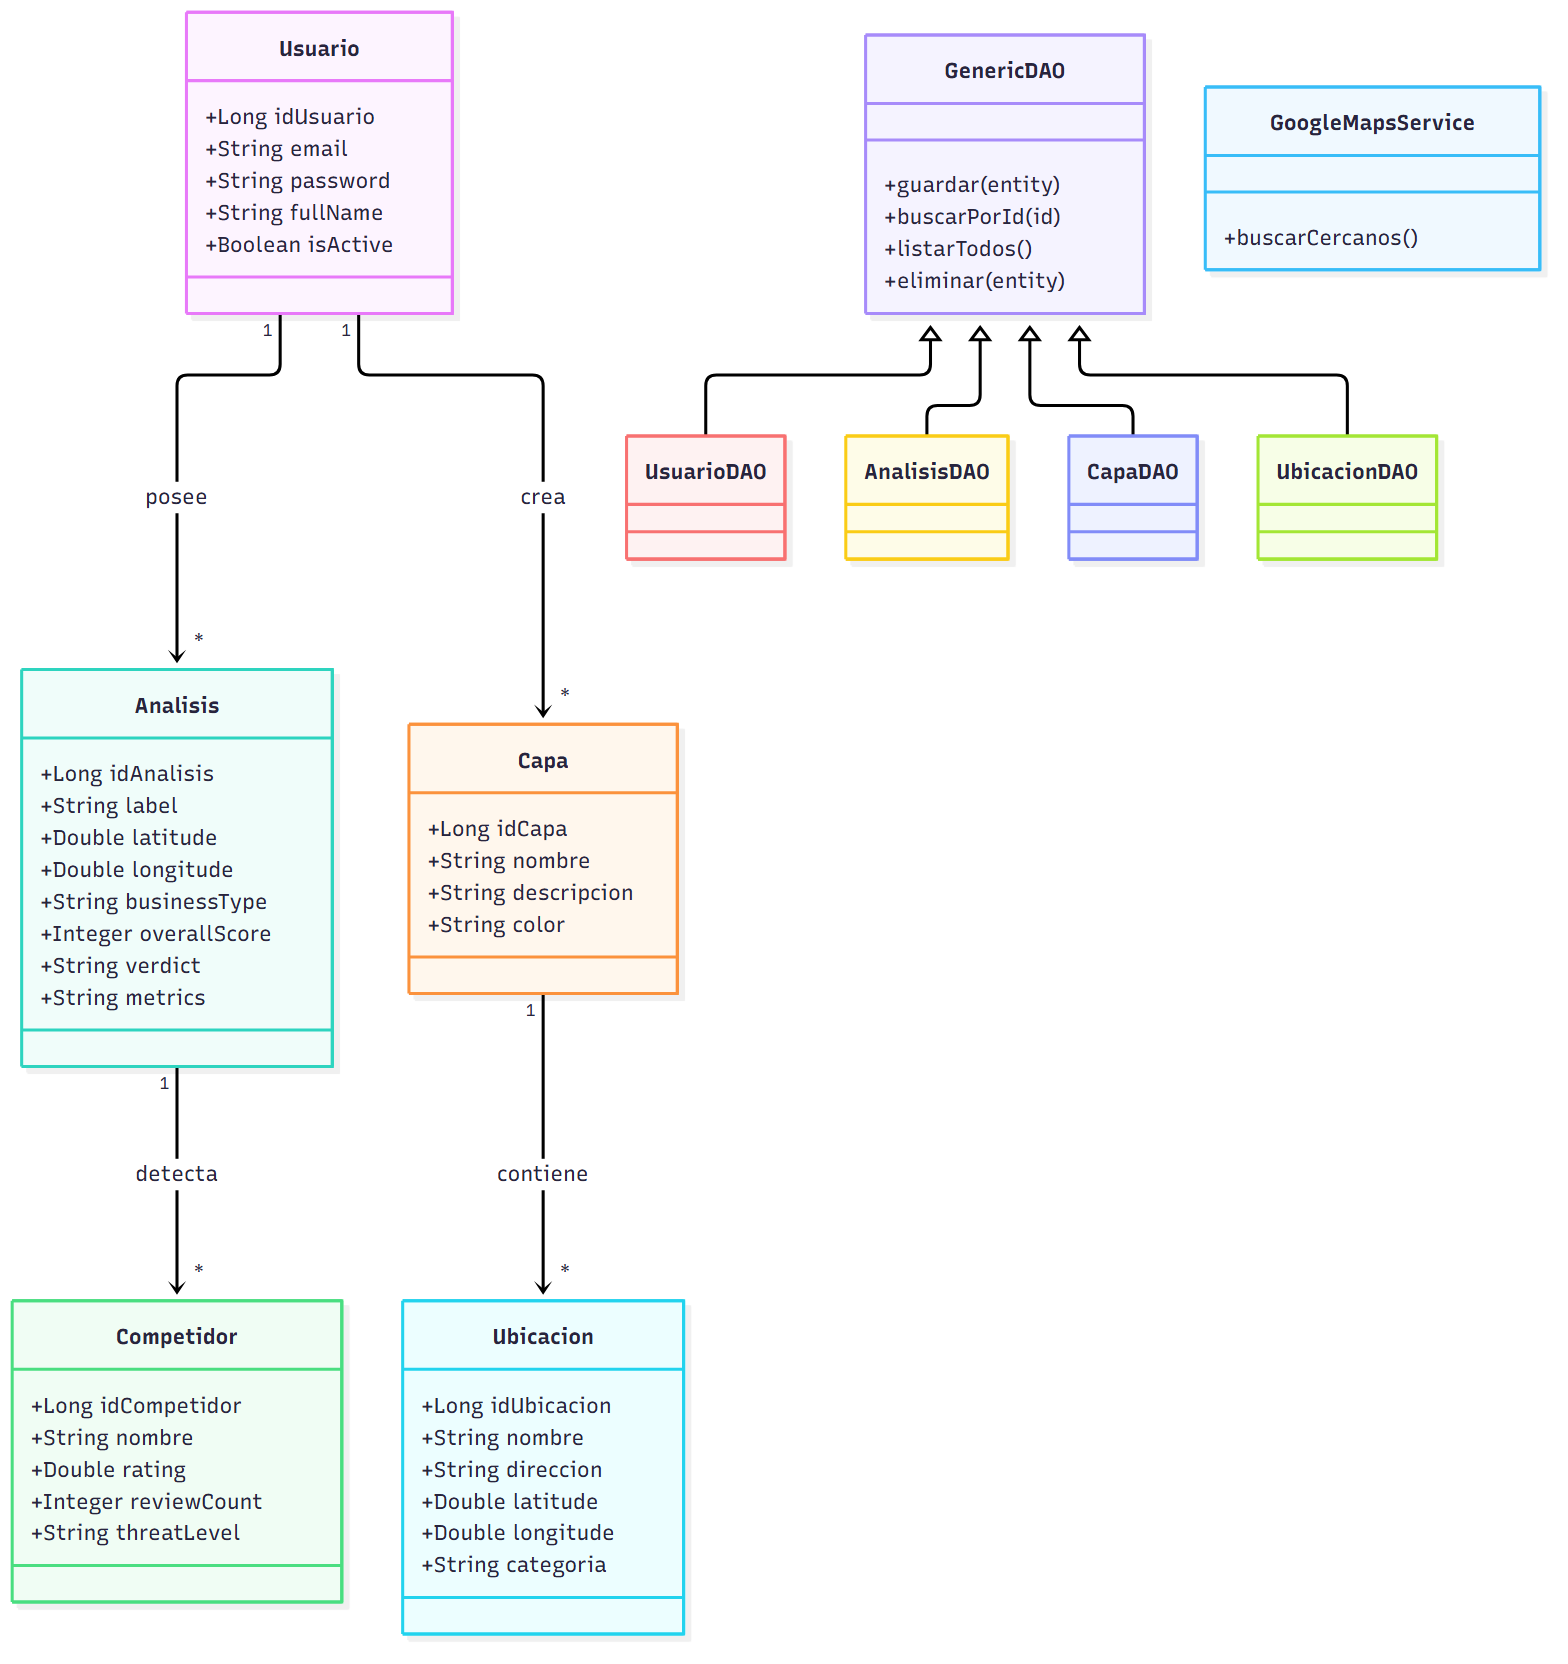 Usuario
+Long idUsuario
+String email
+String password
+String fullName
+Boolean isActive
GenericDAO
+guardar(entity)
+buscarPorId(id)
+listarTodos()
+eliminar(entity)
GoogleMapsService
+buscarCercanos()
1
1
posee
crea
UsuarioDAO
AnalisisDAO
CapaDAO
UbicacionDAO
*
*
Analisis
+Long idAnalisis
+String label
+Double latitude
+Double longitude
+String businessType
+Integer overallScore
+String verdict
+String metrics
Capa
+Long idCapa
+String nombre
+String descripcion
+String color
1
1
detecta
contiene
*
*
Competidor
+Long idCompetidor
+String nombre
+Double rating
+Integer reviewCount
+String threatLevel
Ubicacion
+Long idUbicacion
+String nombre
+String direccion
+Double latitude
+Double longitude
+String categoria